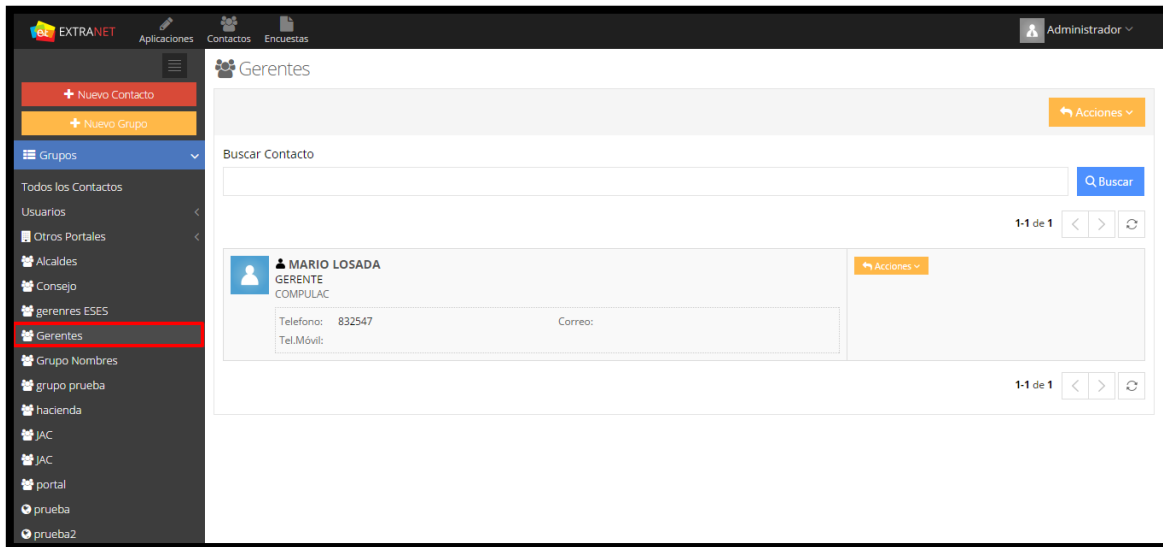 EXTRANET
Aplicaciones
Contactos
Encuestas
Administrador
Nuevo Contacto
Nuevo Grupo
Grupos
Todos los Contactos
Usuarios
Otros Portales
Alcaldes
Consejo
gerenres ESES
Gerentes
Grupo Nombres
grupo prueba
hacienda
JAC
JAC
portal
prueba
prueba2
Gerentes
Acciones
Buscar Contacto
Buscar
1-1 de 1
MARIO LOSADA
GERENTE
COMPULAC
Telefono: 832547 Correo:
Tel.Móvil:
Acciones
1-1 de 1